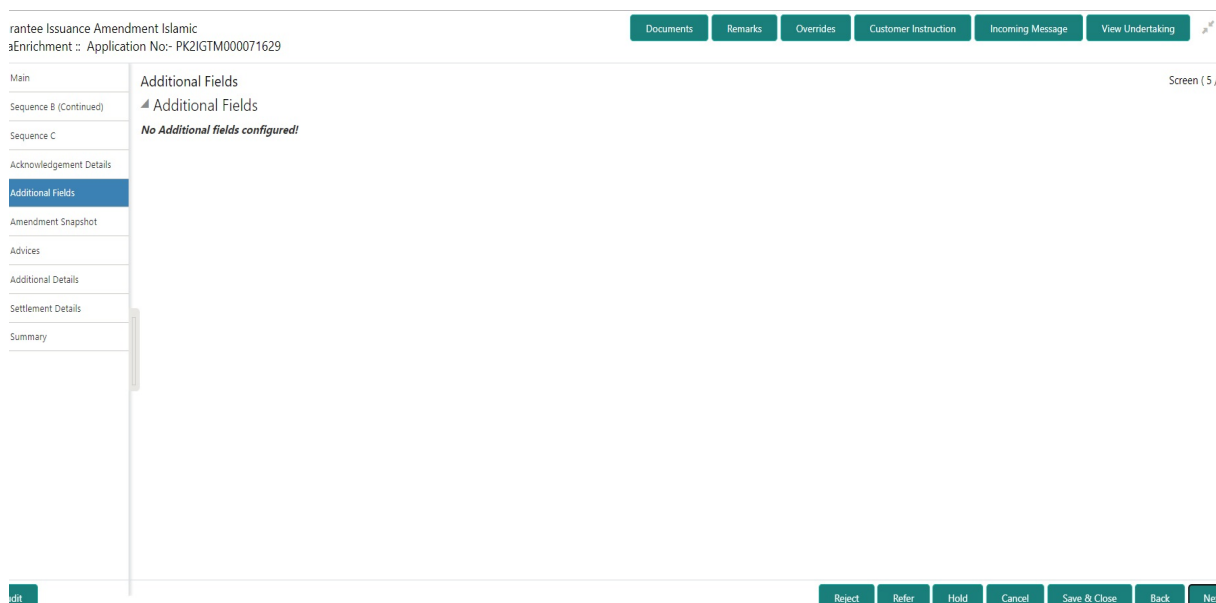 rantee Issuance Amendment Islamic
aEnrichment :: Application No:- PK2IGTM000071629
Documents
Remarks
Overrides
Customer Instruction
Incoming Message
View Undertaking
Main
Sequence B (Continued)
Sequence C
Acknowledgement Details
Additional Fields
Amendment Snapshot
Advices
Additional Details
Settlement Details
Summary
Additional Fields
Screen ( 5 /
Additional Fields
No Additional fields configured!
udit
Reject
Refer
Hold
Cancel
Save & Close
Back
Ne